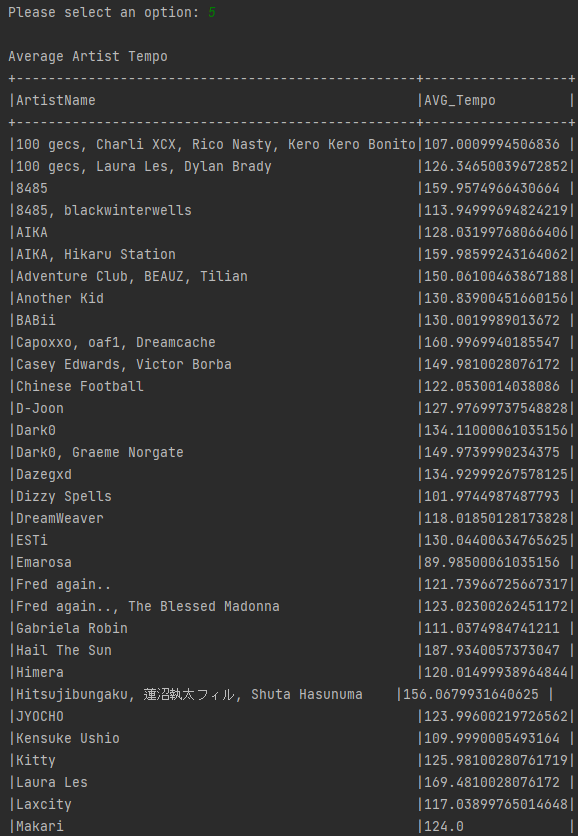 Please select an option: 5
Average Artist Tempo
+--------------------------------------------------+------------------+
|ArtistName                                        |AVG_Tempo         |
+--------------------------------------------------+------------------+
|100 gecs, Charli XCX, Rico Nasty, Kero Kero Bonito|107.0009994506836 |
|100 gecs, Laura Les, Dylan Brady                  |126.34650039672852|
|8485                                              |159.9574966430664 |
|8485, blackwinterwells                            |113.94999694824219|
|AIKA                                              |128.03199768066406|
|AIKA, Hikaru Station                              |159.98599243164062|
|Adventure Club, BEAUZ, Tilian                     |150.06100463867188|
|Another Kid                                       |130.83900451660156|
|BABii                                             |130.0019989013672 |
|Capoxxo, oaf1, Dreamcache                         |160.9969940185547 |
|Casey Edwards, Victor Borba                       |149.9810028076172 |
|Chinese Football                                  |122.0530014038086 |
|D-Joon                                            |127.97699737548828|
|Dark0                                             |134.11000061035156|
|Dark0, Graeme Norgate                             |149.9739990234375 |
|Dazegxd                                           |134.92999267578125|
|Dizzy Spells                                      |101.9744987487793 |
|DreamWeaver                                       |118.01850128173828|
|ESTi                                              |130.04400634765625|
|Emarosa                                           |89.98500061035156 |
|Fred again..                                      |121.73966725667317|
|Fred again.., The Blessed Madonna                 |123.02300262451172|
|Gabriela Robin                                    |111.0374984741211 |
|Hail The Sun                                      |187.9340057373047 |
|Himera                                            |120.01499938964844|
|Hitsujibungaku, 蓮沼執太フィル, Shuta Hasunuma    |156.0679931640625 |
|JYOCHO                                            |123.99600219726562|
|Kensuke Ushio                                     |109.9990005493164 |
|Kitty                                             |125.98100280761719|
|Laura Les                                         |169.4810028076172 |
|Laxcity                                           |117.03899765014648|
|Makari                                            |124.0             |